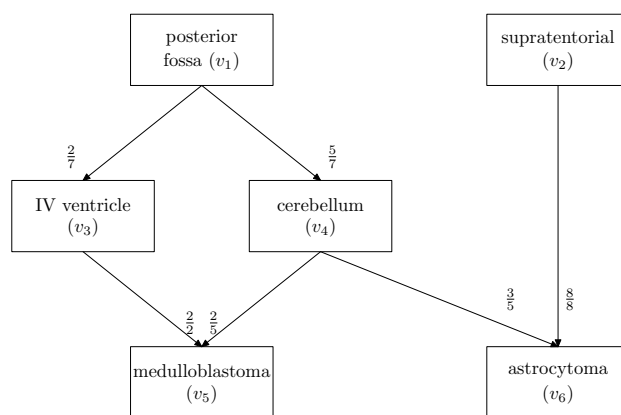 posterior
fossa (v₁)
supratentorial
(v₂)
2/7
5/7
IV ventricle
(v₃)
cerebellum
(v₄)
2/2
2/5
3/5
8/8
medulloblastoma
(v₅)
astrocytoma
(v₆)